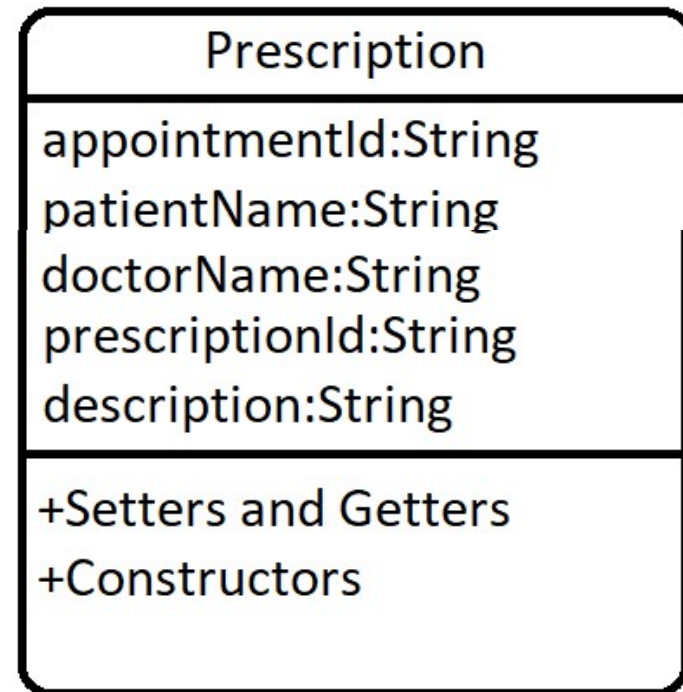 Prescription
appointmentId:String
patientName:String
doctorName:String
prescriptionId:String
description:String
+Setters and Getters
+Constructors